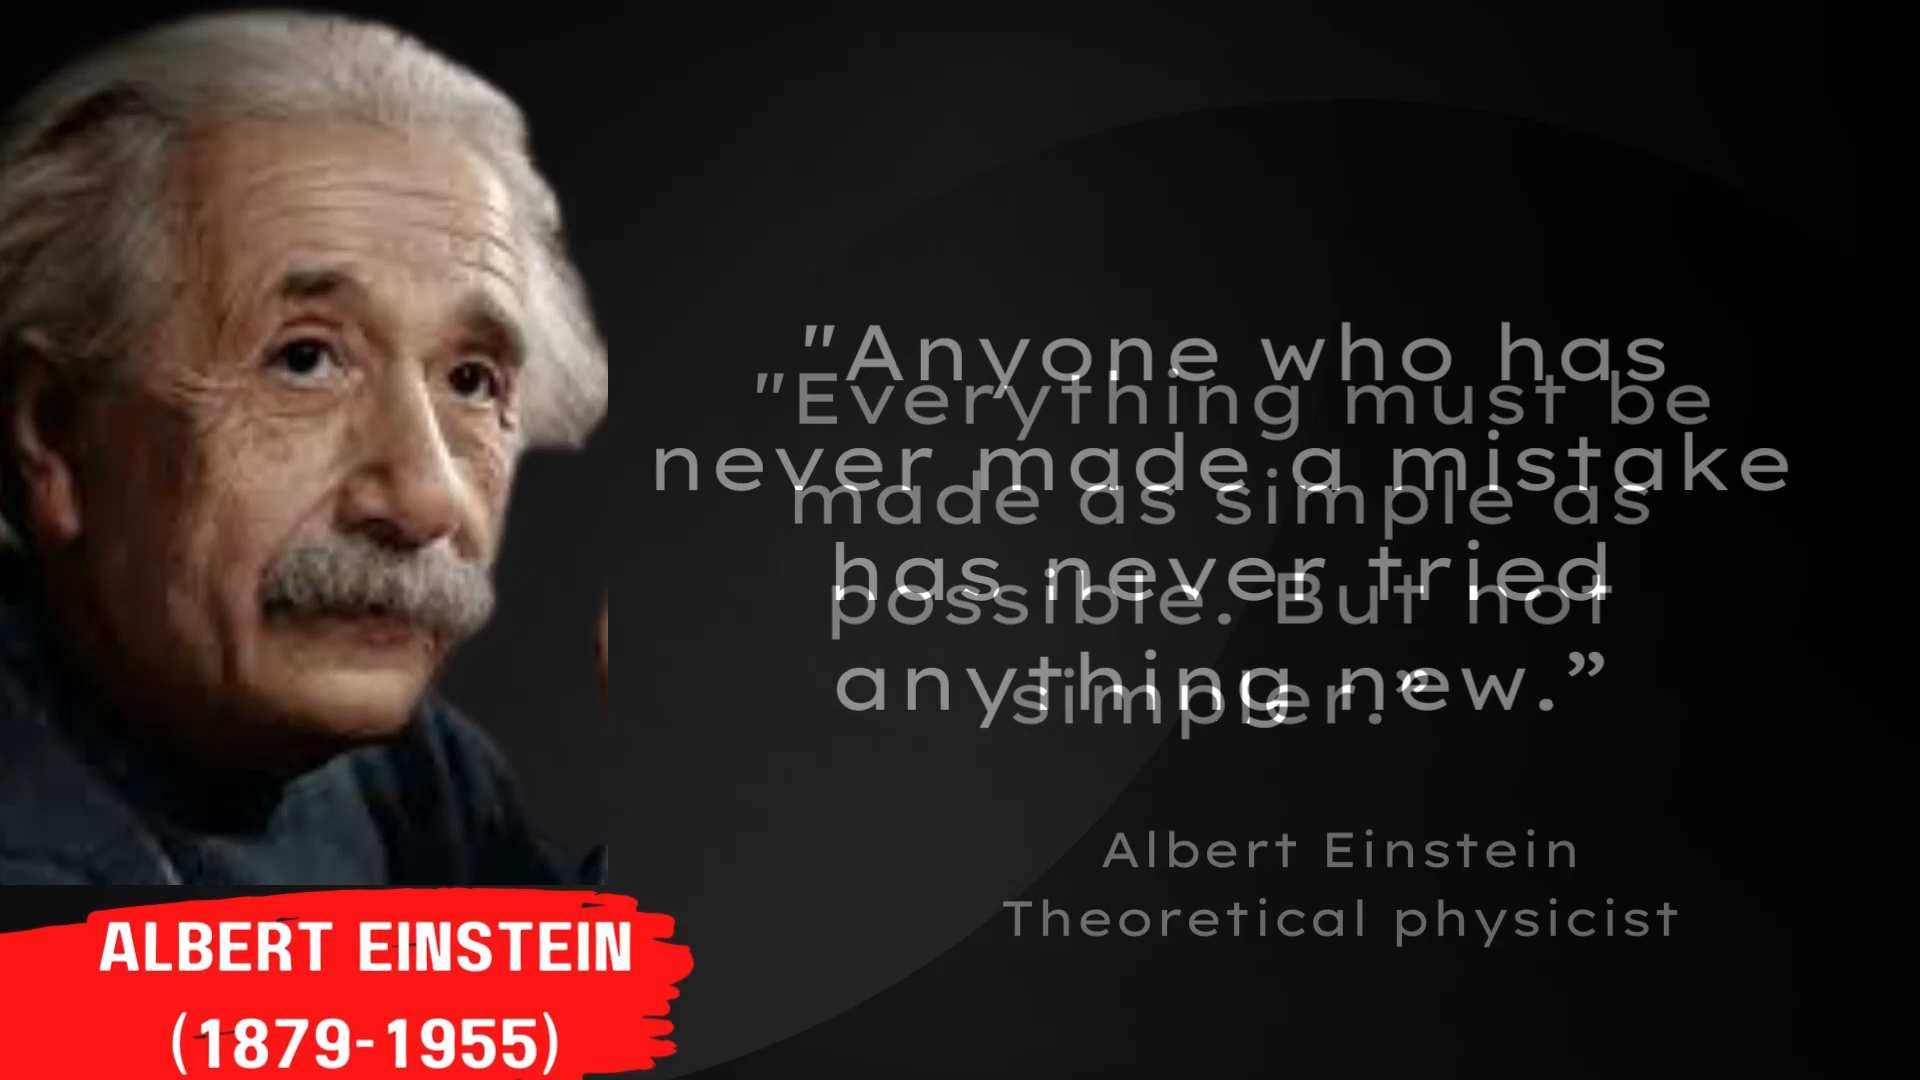 "Anyone who has
never made a mistake
has never tried
anything new.”
"Everything must be
made as simple as
possible. But not
simpler.”
Albert Einstein
Theoretical physicist
ALBERT EINSTEIN
(1879-1955)